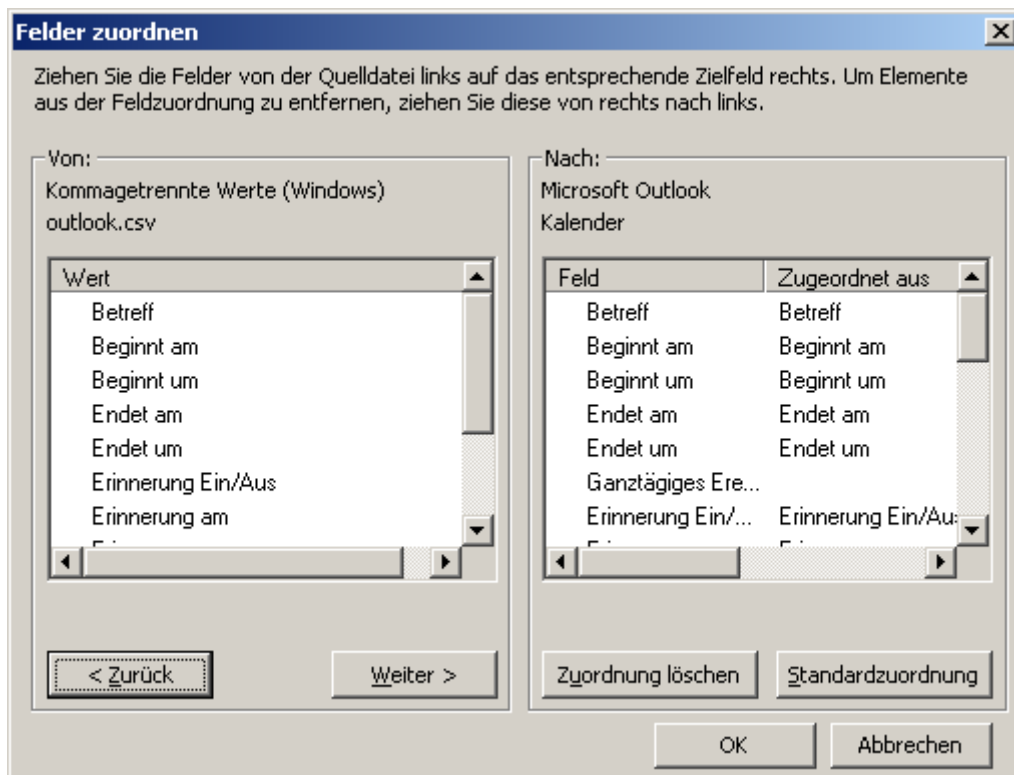 Felder zuordnen
Ziehen Sie die Felder von der Quelldatei links auf das entsprechende Zielfeld rechts. Um Elemente
aus der Feldzuordnung zu entfernen, ziehen Sie diese von rechts nach links.
Von:
Kommagetrennte Werte (Windows)
outlook.csv
Wert
Betreff
Beginnt am
Beginnt um
Endet am
Endet um
Erinnerung Ein/Aus
Erinnerung am
Nach:
Microsoft Outlook
Kalender
Feld Zugeordnet aus
Betreff Betreff
Beginnt am Beginnt am
Beginnt um Beginnt um
Endet am Endet am
Endet um Endet um
Ganztägiges Ere...
Erinnerung Ein/... Erinnerung Ein/Au
< Zurück
Weiter >
Zuordnung löschen
Standardzuordnung
OK
Abbrechen